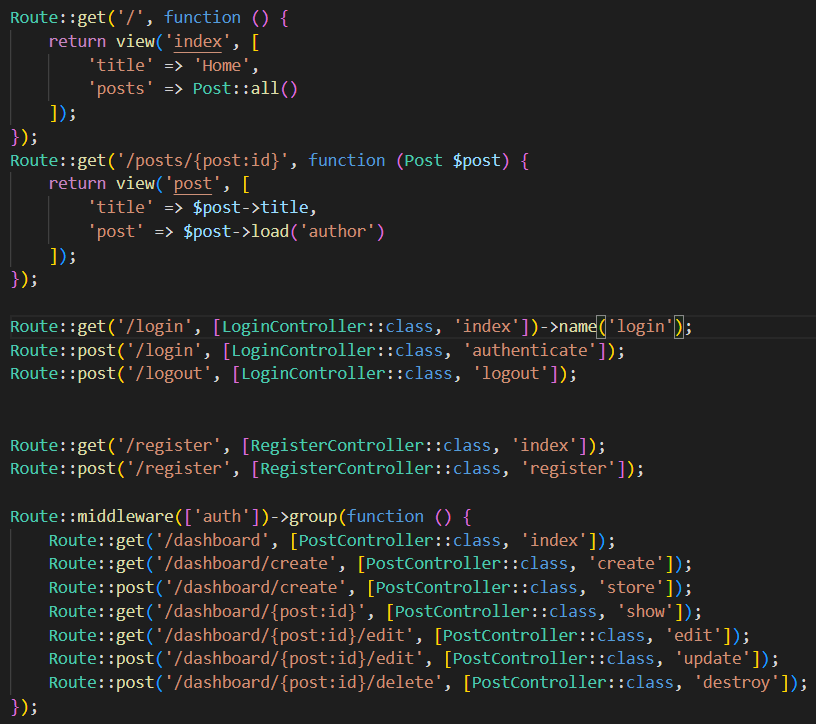 Route::get('/', function () {
    return view('index', [
        'title' => 'Home',
        'posts' => Post::all()
    ]);
});
Route::get('/posts/{post:id}', function (Post $post) {
    return view('post', [
        'title' => $post->title,
        'post' => $post->load('author')
    ]);
});

Route::get('/login', [LoginController::class, 'index'])->name('login');
Route::post('/login', [LoginController::class, 'authenticate']);
Route::post('/logout', [LoginController::class, 'logout']);


Route::get('/register', [RegisterController::class, 'index']);
Route::post('/register', [RegisterController::class, 'register']);

Route::middleware(['auth'])->group(function () {
    Route::get('/dashboard', [PostController::class, 'index']);
    Route::get('/dashboard/create', [PostController::class, 'create']);
    Route::post('/dashboard/create', [PostController::class, 'store']);
    Route::get('/dashboard/{post:id}', [PostController::class, 'show']);
    Route::get('/dashboard/{post:id}/edit', [PostController::class, 'edit']);
    Route::post('/dashboard/{post:id}/edit', [PostController::class, 'update']);
    Route::post('/dashboard/{post:id}/delete', [PostController::class, 'destroy']);
});